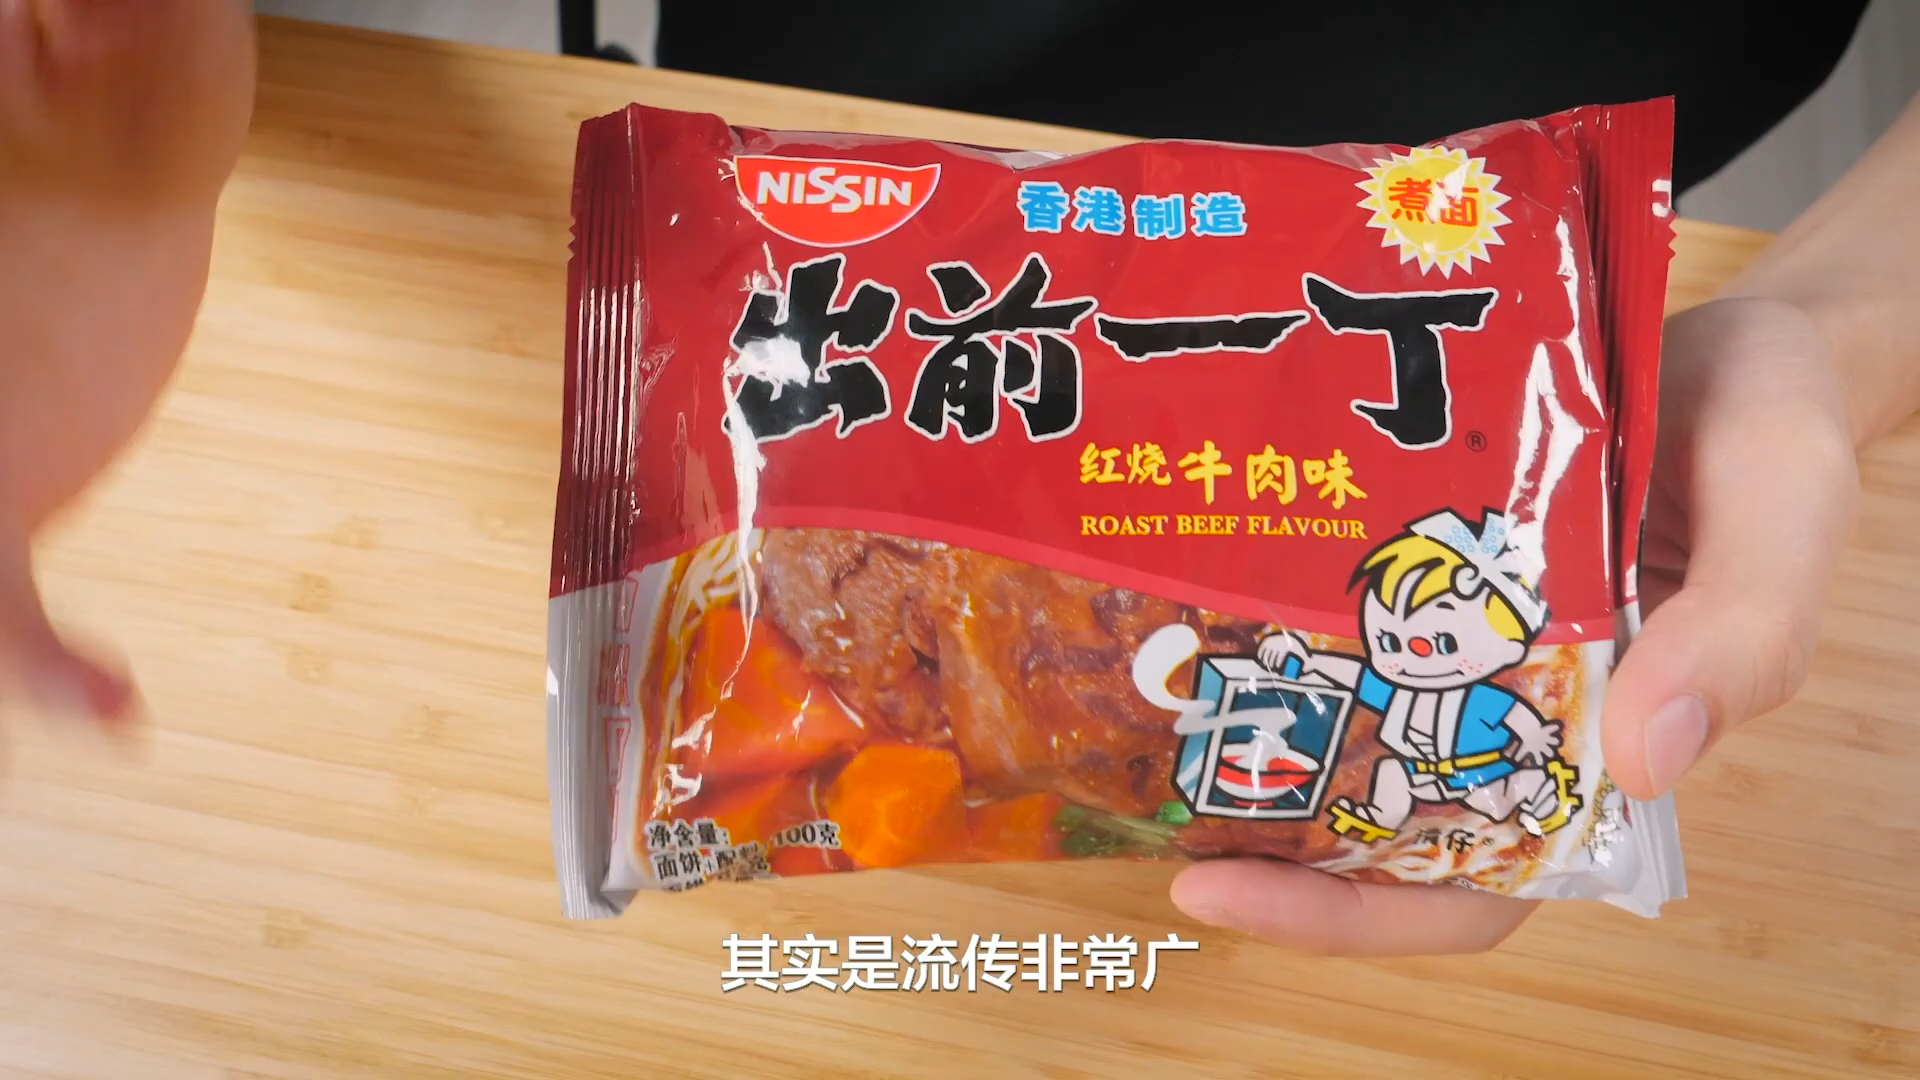 NISSIN
香港制造
煮面
出前一丁®
红烧牛肉味
ROAST BEEF FLAVOUR
清仔
净含量: 100克
面饼+配料
其实是流传非常广